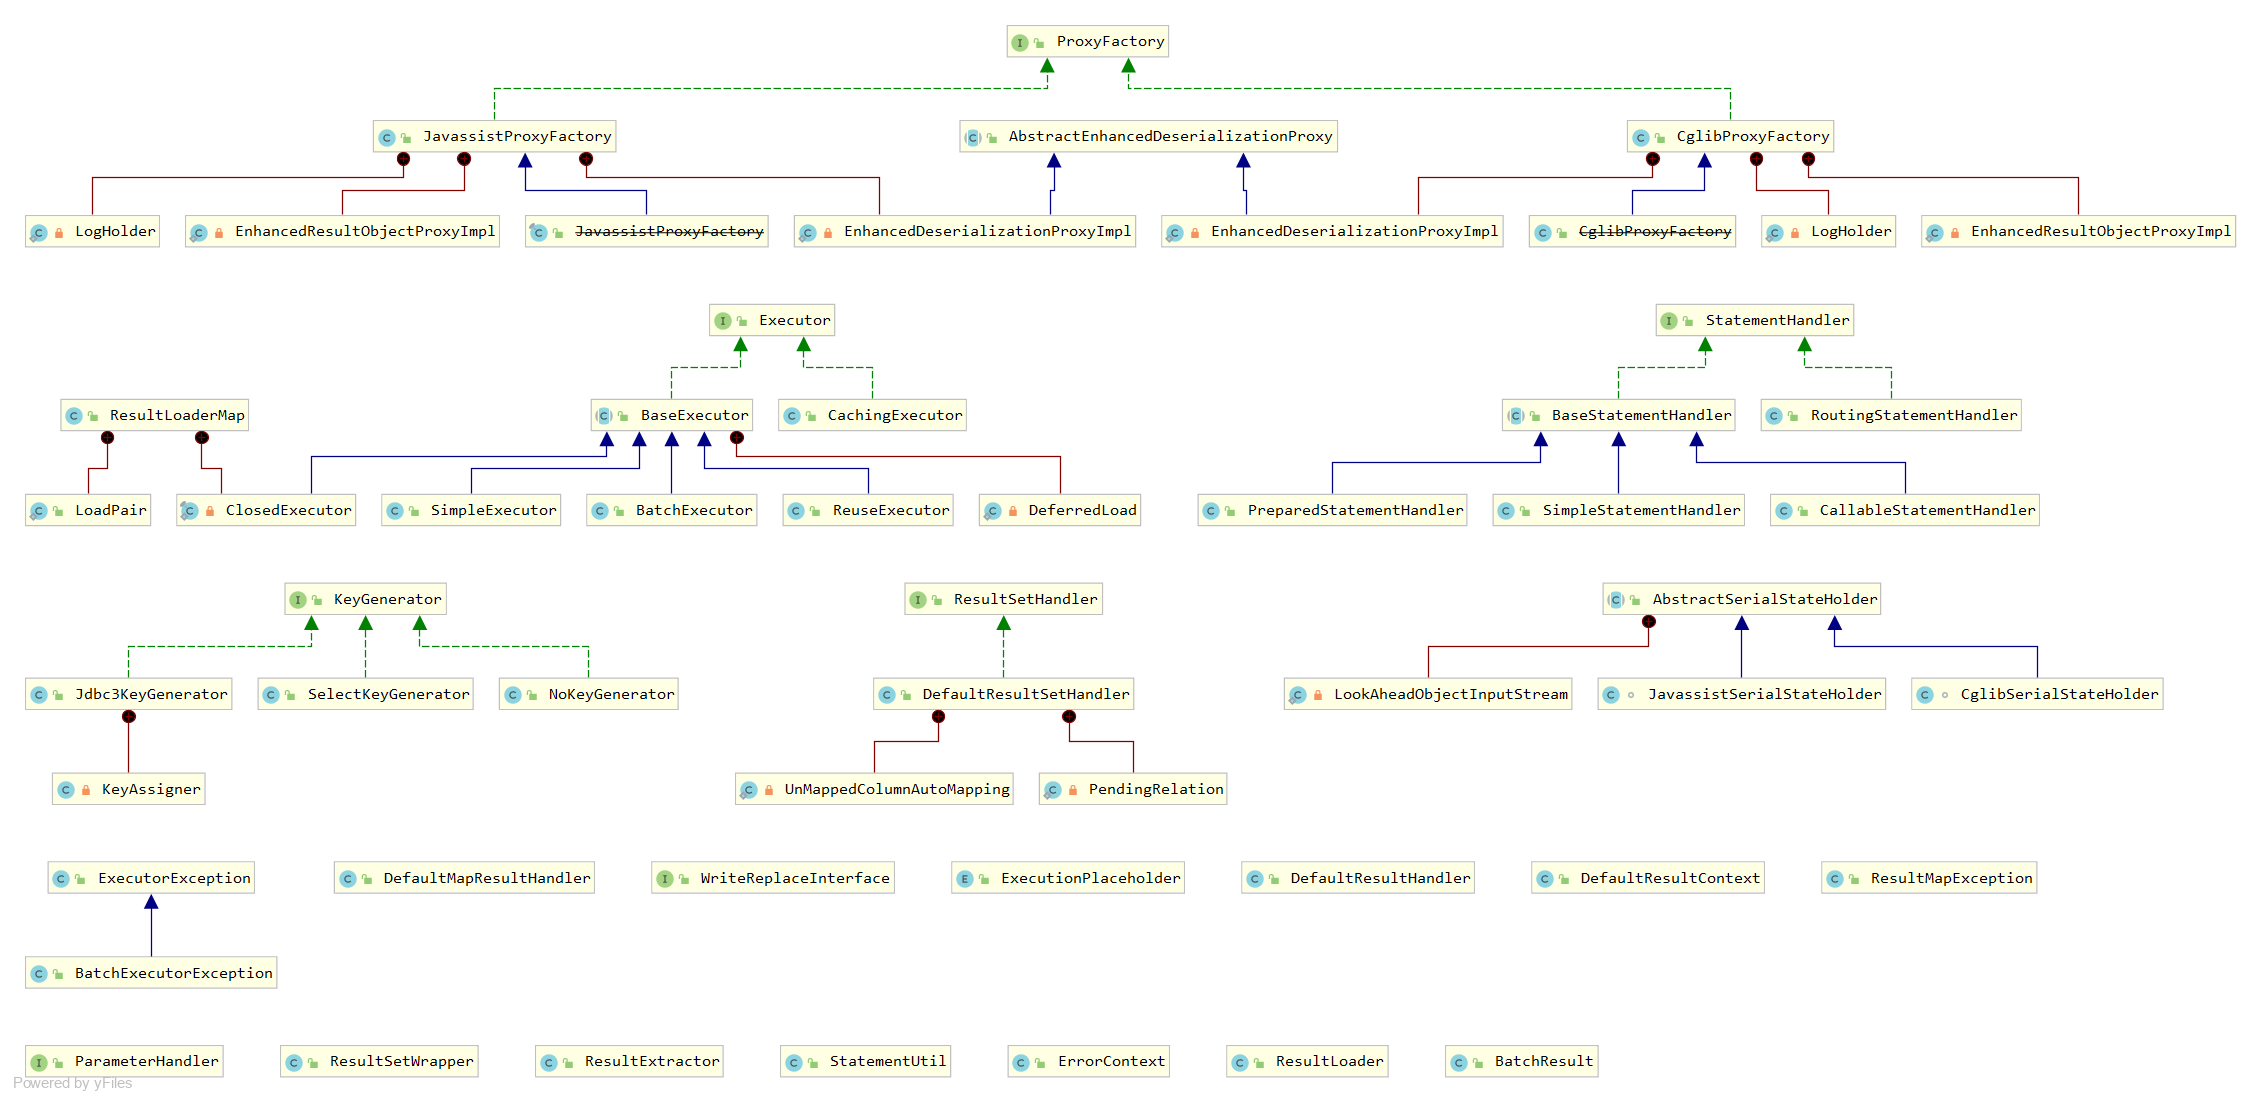 ProxyFactory
JavassistProxyFactory
AbstractEnhancedDeserializationProxy
CglibProxyFactory
LogHolder
EnhancedResultObjectProxyImpl
JavassistProxyFactory
EnhancedDeserializationProxyImpl
EnhancedDeserializationProxyImpl
CglibProxyFactory
LogHolder
EnhancedResultObjectProxyImpl
Executor
StatementHandler
ResultLoaderMap
BaseExecutor
CachingExecutor
BaseStatementHandler
RoutingStatementHandler
LoadPair
ClosedExecutor
SimpleExecutor
BatchExecutor
ReuseExecutor
DeferredLoad
PreparedStatementHandler
SimpleStatementHandler
CallableStatementHandler
KeyGenerator
ResultSetHandler
AbstractSerialStateHolder
Jdbc3KeyGenerator
SelectKeyGenerator
NoKeyGenerator
DefaultResultSetHandler
LookAheadObjectInputStream
JavassistSerialStateHolder
CglibSerialStateHolder
KeyAssigner
UnMappedColumnAutoMapping
PendingRelation
ExecutorException
DefaultMapResultHandler
WriteReplaceInterface
ExecutionPlaceholder
DefaultResultHandler
DefaultResultContext
ResultMapException
BatchExecutorException
ParameterHandler
ResultSetWrapper
ResultExtractor
StatementUtil
ErrorContext
ResultLoader
BatchResult
Powered by yFiles